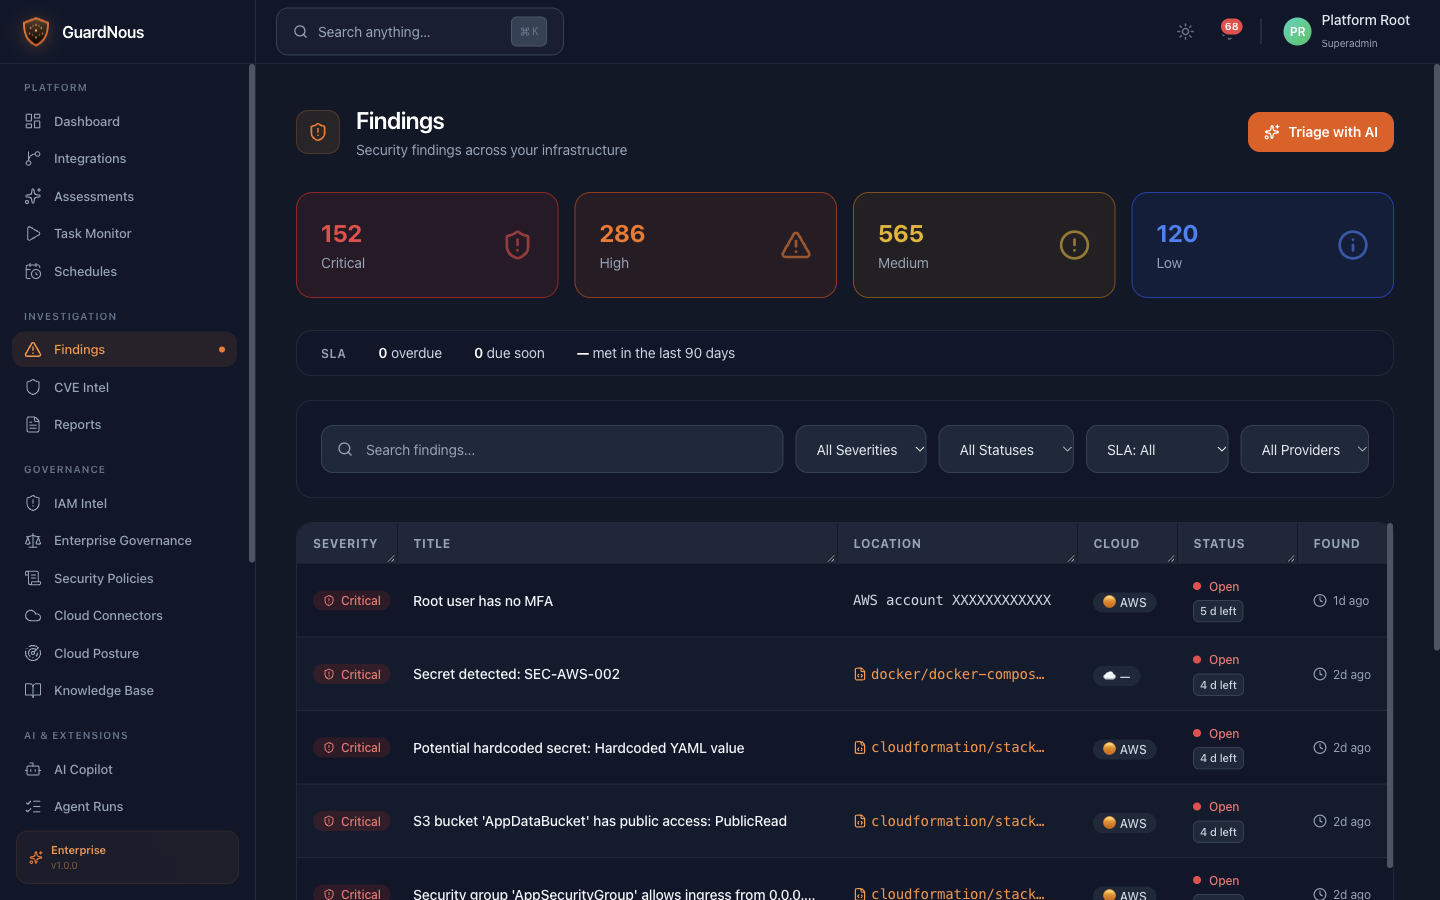 GuardNous
Search anything...
⌘ K
68
PR
Platform Root
Superadmin
PLATFORM
Dashboard
Integrations
Assessments
Task Monitor
Schedules
INVESTIGATION
Findings
CVE Intel
Reports
GOVERNANCE
IAM Intel
Enterprise Governance
Security Policies
Cloud Connectors
Cloud Posture
Knowledge Base
AI & EXTENSIONS
AI Copilot
Agent Runs
Enterprise
v1.0.0
Findings
Security findings across your infrastructure
Triage with AI
152
Critical
286
High
565
Medium
120
Low
SLA 0 overdue 0 due soon — met in the last 90 days
Search findings...
All Severities
All Statuses
SLA: All
All Providers
SEVERITY TITLE LOCATION CLOUD STATUS FOUND
Critical Root user has no MFA AWS account XXXXXXXXXXXX AWS Open 1d ago
5 d left
Critical Secret detected: SEC-AWS-002 docker/docker-compos… — Open 2d ago
4 d left
Critical Potential hardcoded secret: Hardcoded YAML value cloudformation/stack… AWS Open 2d ago
4 d left
Critical S3 bucket 'AppDataBucket' has public access: PublicRead cloudformation/stack… AWS Open 2d ago
4 d left
Critical Security group 'AppSecurityGroup' allows ingress from 0.0.0.… cloudformation/stack… AWS Open 2d ago